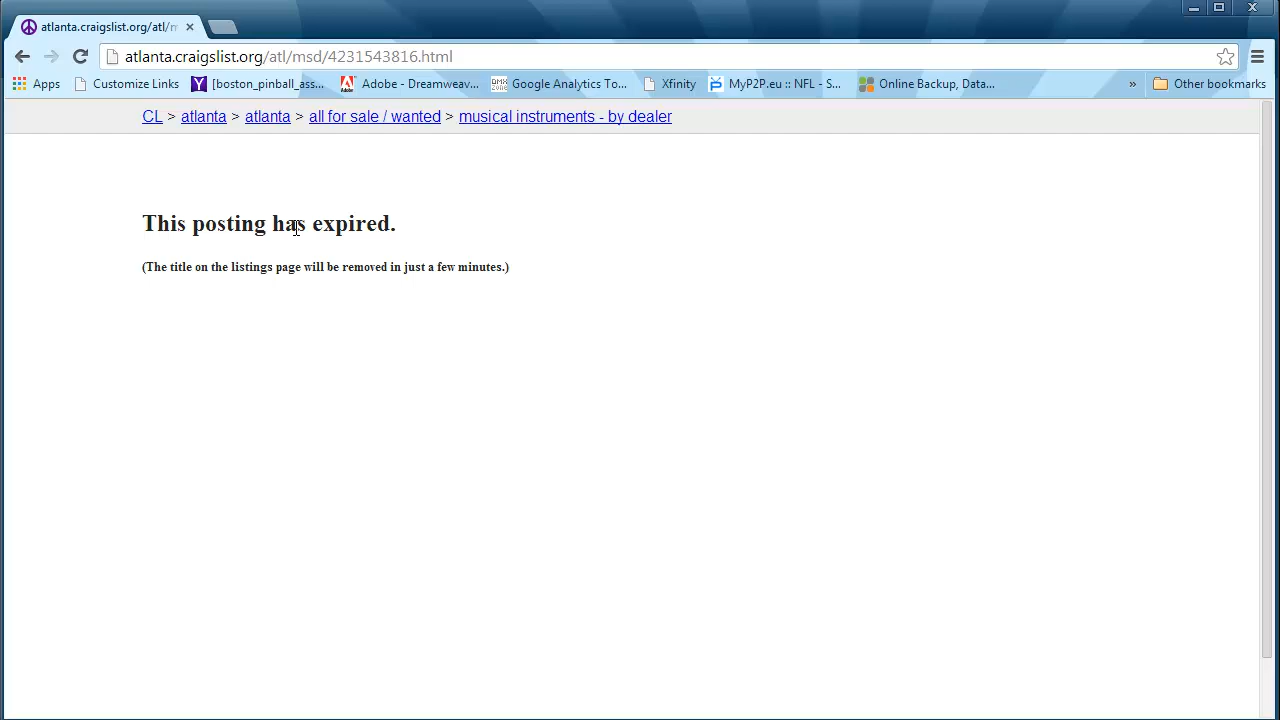 atlanta.craigslist.org/atl/m
atlanta.craigslist.org/atl/msd/4231543816.html
Apps Customize Links [boston_pinball_ass... Adobe - Dreamweav... Google Analytics To... Xfinity MyP2P.eu :: NFL - S... Online Backup, Data... » Other bookmarks
CL > atlanta > atlanta > all for sale / wanted > musical instruments - by dealer
This posting has expired.
(The title on the listings page will be removed in just a few minutes.)